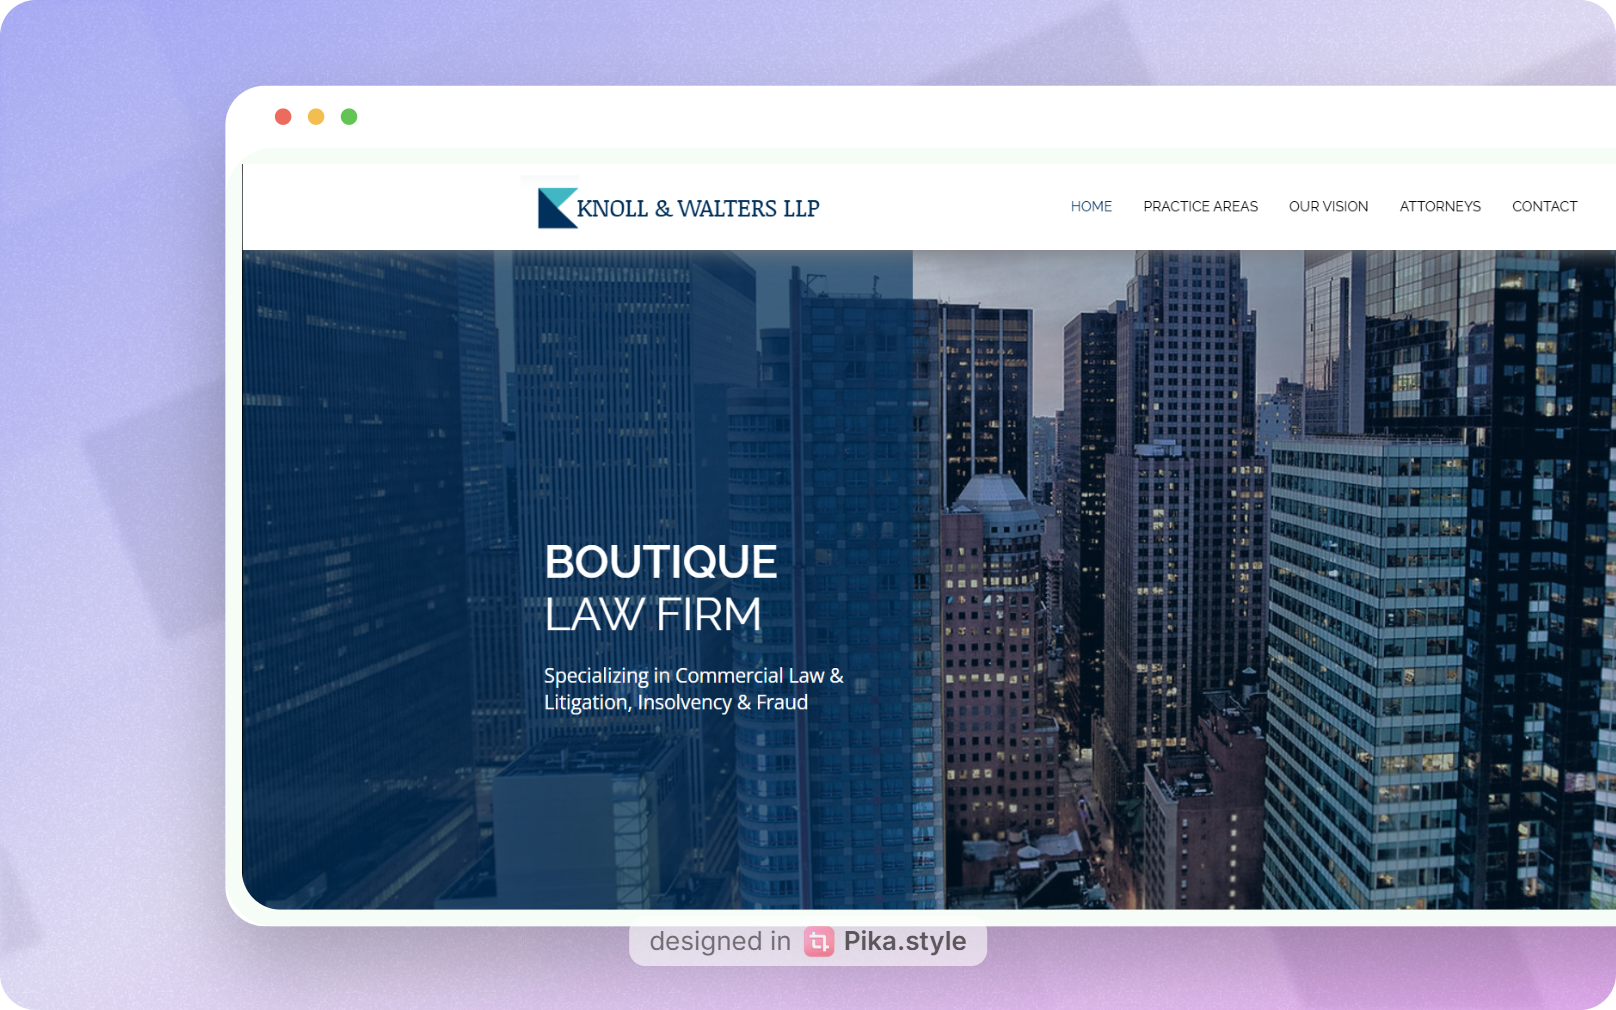 KNOLL & WALTERS LLP
HOME PRACTICE AREAS OUR VISION ATTORNEYS CONTACT
BOUTIQUE
LAW FIRM
Specializing in Commercial Law &
Litigation, Insolvency & Fraud
designed in Pika.style